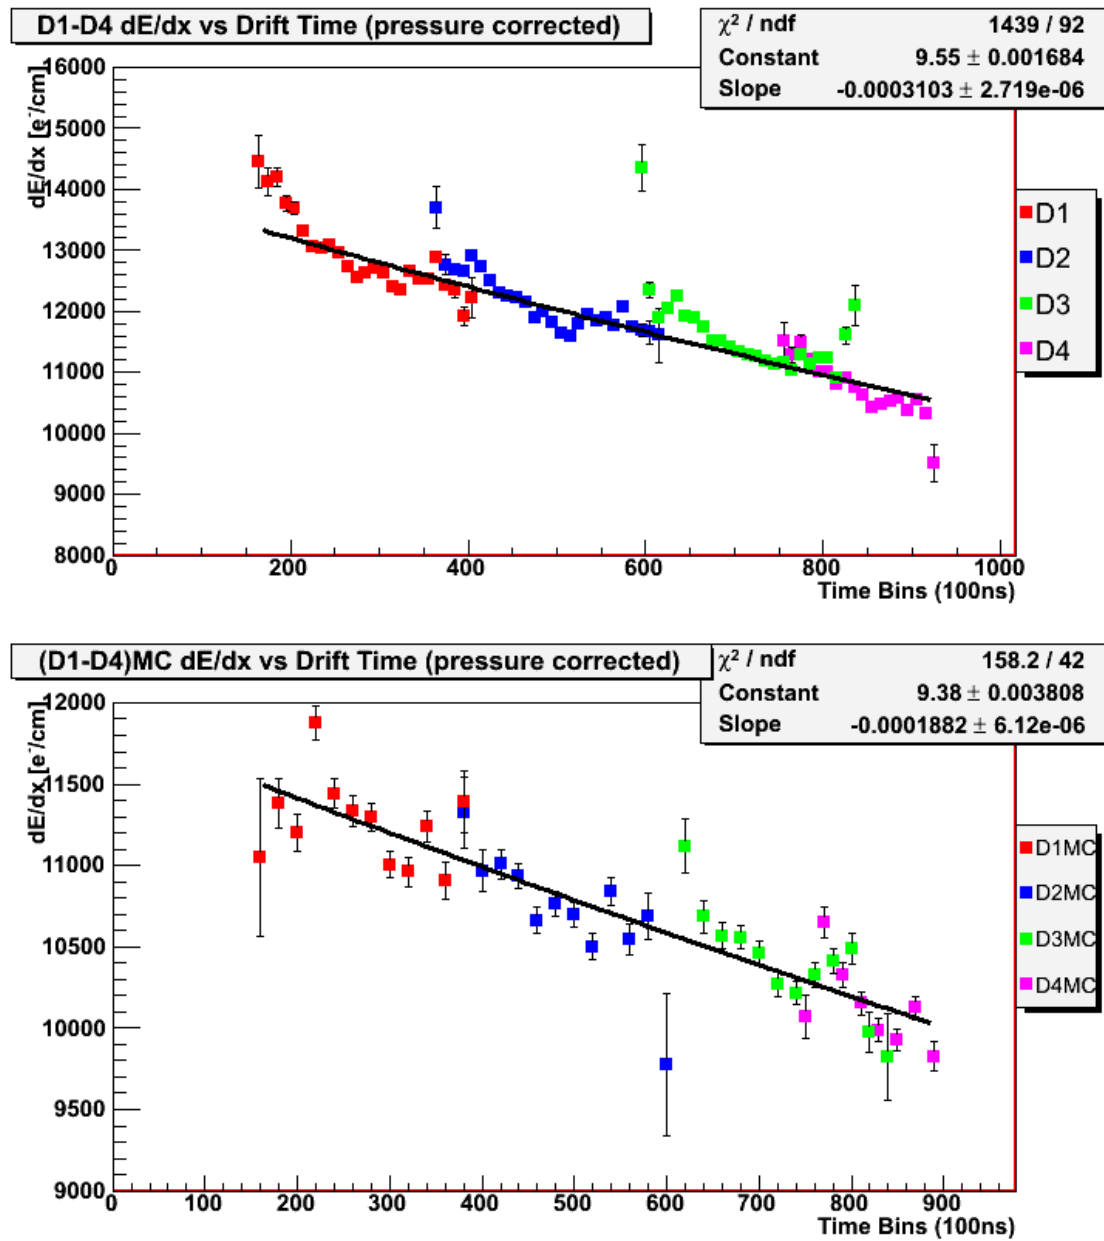 D1-D4 dE/dx vs Drift Time (pressure corrected)
χ² / ndf 1439 / 92
Constant 9.55 ± 0.001684
Slope -0.0003103 ± 2.719e-06
dE/dx [e⁻/cm]
16000
15000
14000
13000
12000
11000
10000
9000
8000
0 200 400 600 800 1000
Time Bins (100ns)
D1
D2
D3
D4
(D1-D4)MC dE/dx vs Drift Time (pressure corrected)
χ² / ndf 158.2 / 42
Constant 9.38 ± 0.003808
Slope -0.0001882 ± 6.12e-06
dE/dx [e⁻/cm]
12000
11500
11000
10500
10000
9500
9000
0 100 200 300 400 500 600 700 800 900
Time Bins (100ns)
D1MC
D2MC
D3MC
D4MC